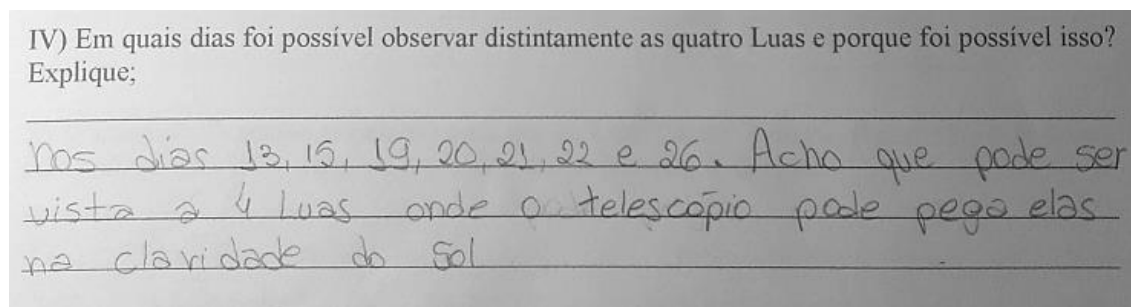 IV) Em quais dias foi possível observar distintamente as quatro Luas e porque foi possível isso?
Explique;
nos dias 13, 15, 19, 20, 21, 22 e 26. Acho que pode ser
vista a 4 Luas onde o telescópio pode pega elas
na claridade do Sol